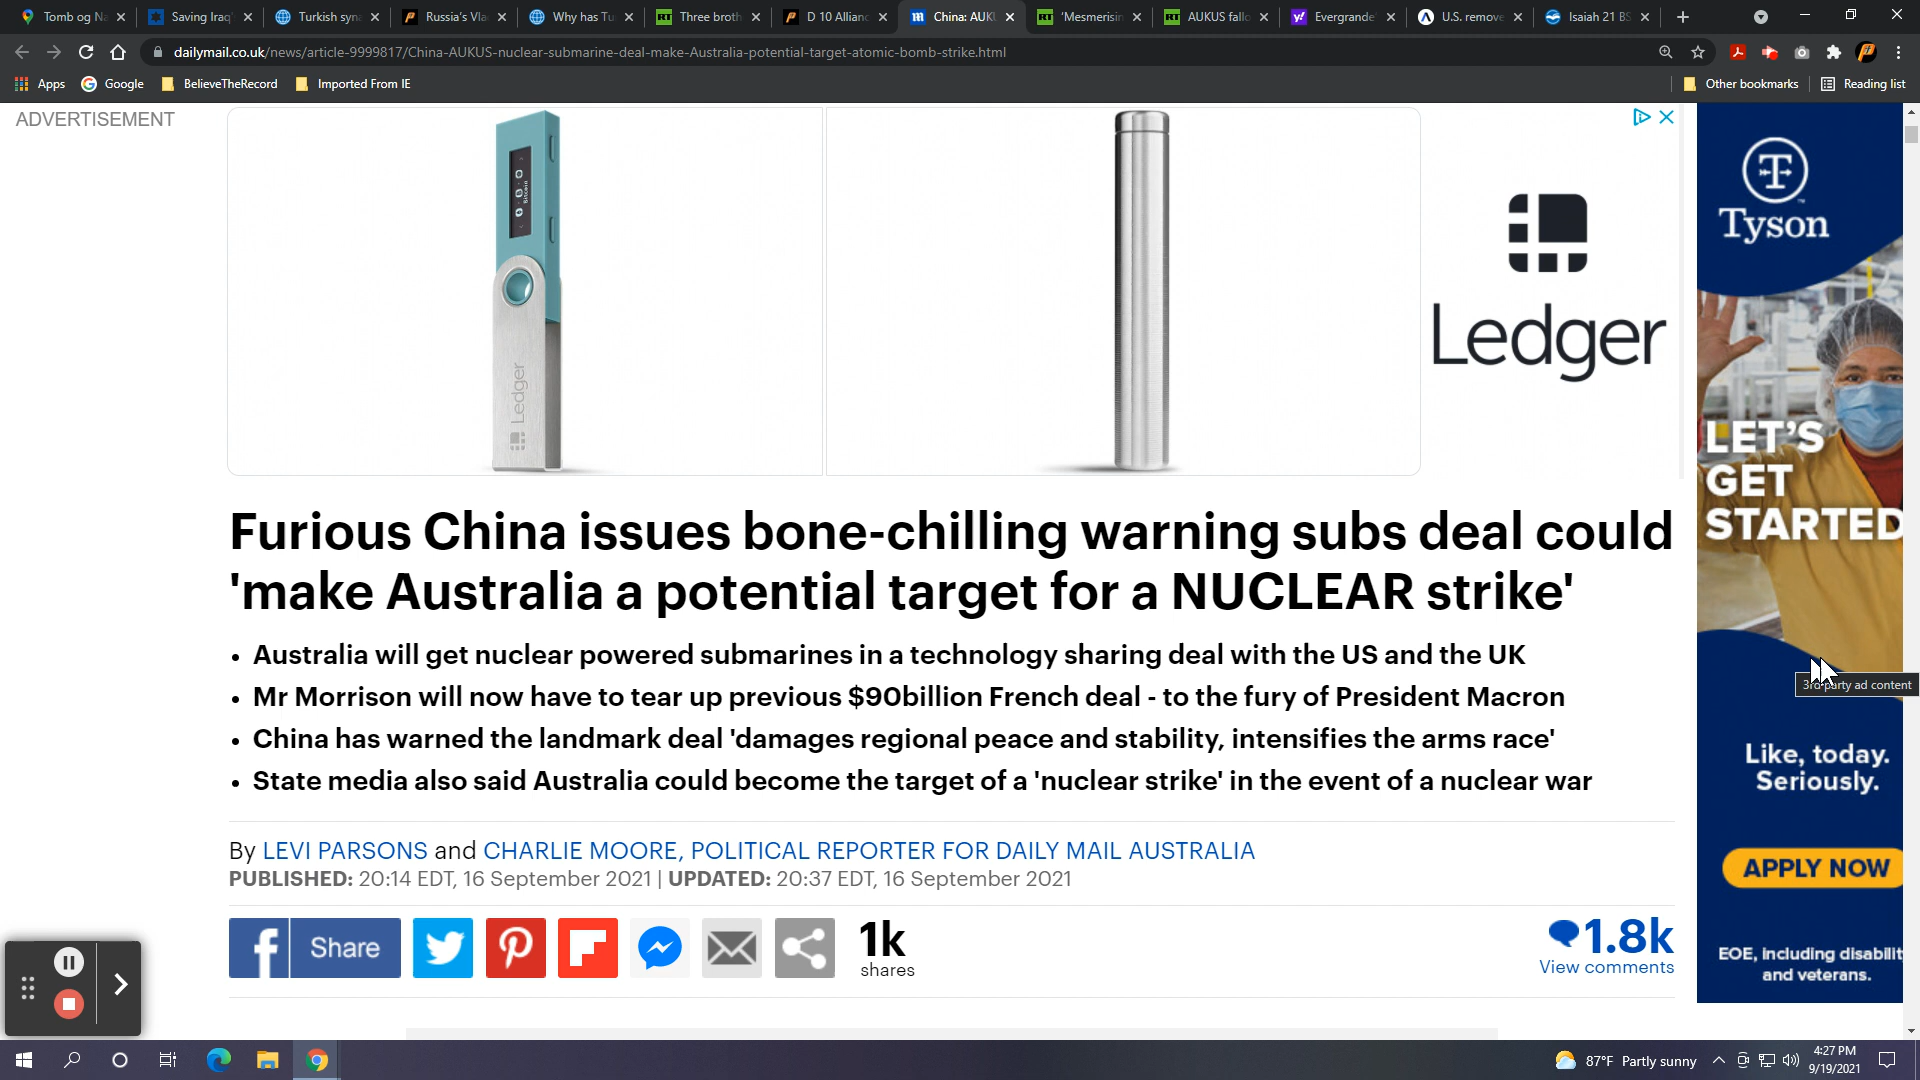 Tomb og Na
Saving Iraq'
Turkish syna
Russia's Vla
Why has Tu
Three broth
D 10 Allianc
China: AUKU
'Mesmerisin
AUKUS fallo
Evergrande'
U.S. remove
Isaiah 21 BS
dailymail.co.uk/news/article-9999817/China-AUKUS-nuclear-submarine-deal-make-Australia-potential-target-atomic-bomb-strike.html
Apps
Google
BelieveTheRecord
Imported From IE
Other bookmarks
Reading list
ADVERTISEMENT
Bitcoin
Ledger
Ledger
Tyson
LET'S
GET
STARTED
Furious China issues bone-chilling warning subs deal could
'make Australia a potential target for a NUCLEAR strike'
• Australia will get nuclear powered submarines in a technology sharing deal with the US and the UK
• Mr Morrison will now have to tear up previous $90billion French deal - to the fury of President Macron
• China has warned the landmark deal 'damages regional peace and stability, intensifies the arms race'
• State media also said Australia could become the target of a 'nuclear strike' in the event of a nuclear war
3rd party ad content
Like, today.
Seriously.
APPLY NOW
EOE, including disabilit
and veterans.
By LEVI PARSONS and CHARLIE MOORE, POLITICAL REPORTER FOR DAILY MAIL AUSTRALIA
PUBLISHED: 20:14 EDT, 16 September 2021 | UPDATED: 20:37 EDT, 16 September 2021
Share
1k
shares
1.8k
View comments
87°F Partly sunny
4:27 PM
9/19/2021